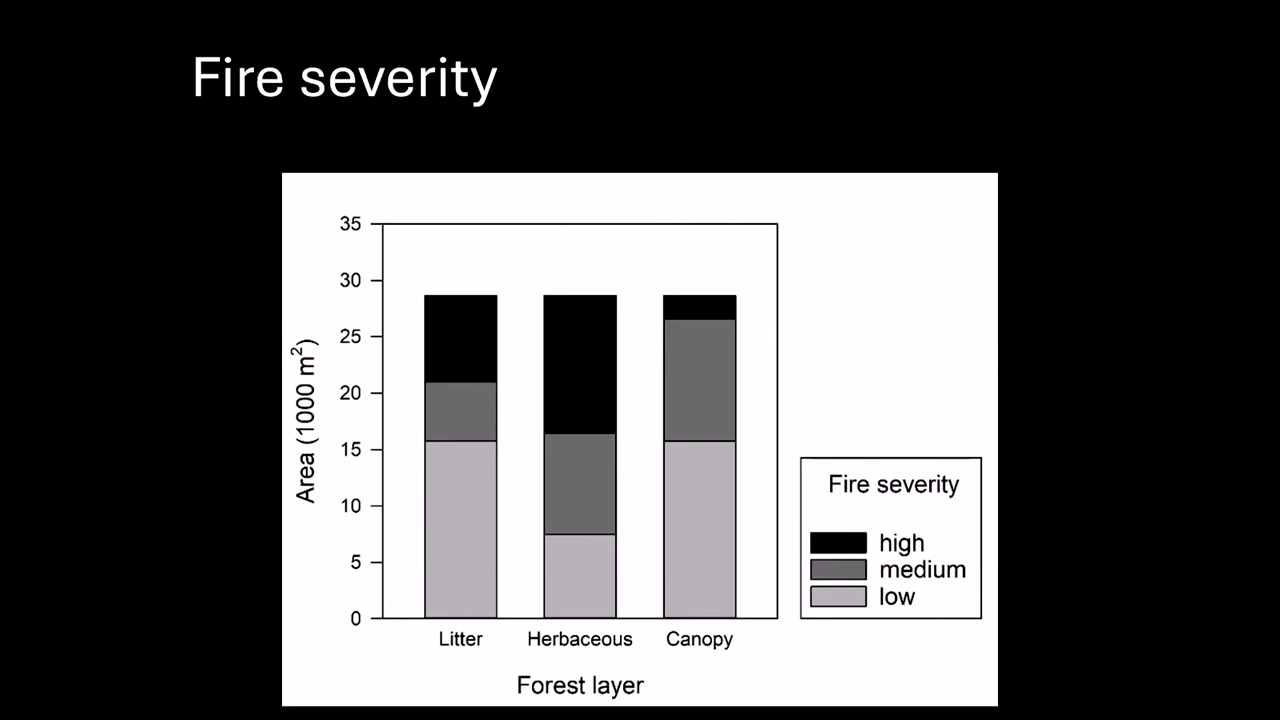 Fire severity
35
30
25
20
15
10
5
0
Area (1000 m²)
Litter Herbaceous Canopy
Forest layer
Fire severity
high
medium
low